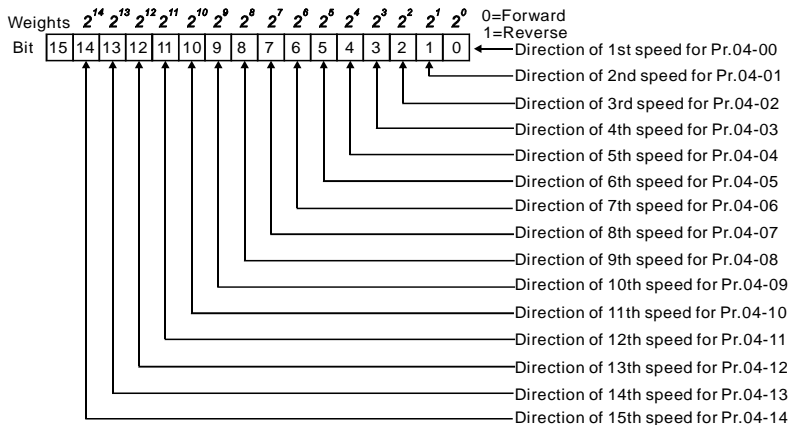 Weights 2^14 2^13 2^12 2^11 2^10 2^9 2^8 2^7 2^6 2^5 2^4 2^3 2^2 2^1 2^0 0=Forward
1=Reverse
Bit 15 14 13 12 11 10 9 8 7 6 5 4 3 2 1 0 Direction of 1st speed for Pr.04-00
Direction of 2nd speed for Pr.04-01
Direction of 3rd speed for Pr.04-02
Direction of 4th speed for Pr.04-03
Direction of 5th speed for Pr.04-04
Direction of 6th speed for Pr.04-05
Direction of 7th speed for Pr.04-06
Direction of 8th speed for Pr.04-07
Direction of 9th speed for Pr.04-08
Direction of 10th speed for Pr.04-09
Direction of 11th speed for Pr.04-10
Direction of 12th speed for Pr.04-11
Direction of 13th speed for Pr.04-12
Direction of 14th speed for Pr.04-13
Direction of 15th speed for Pr.04-14